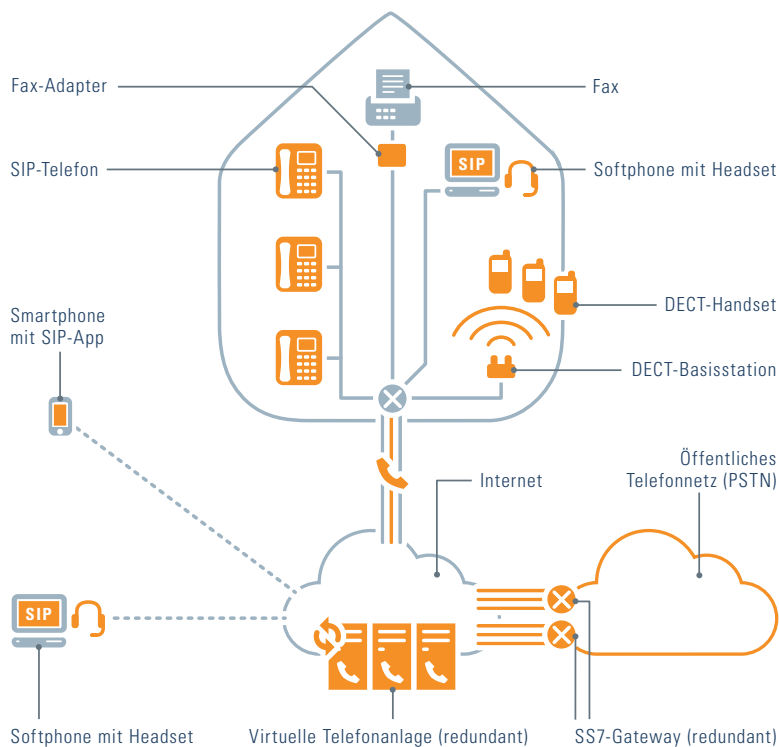 Fax-Adapter
Fax
SIP-Telefon
SIP
Softphone mit Headset
DECT-Handset
Smartphone
mit SIP-App
DECT-Basisstation
Öffentliches
Telefonnetz (PSTN)
Internet
SIP
Softphone mit Headset
Virtuelle Telefonanlage (redundant)
SS7-Gateway (redundant)